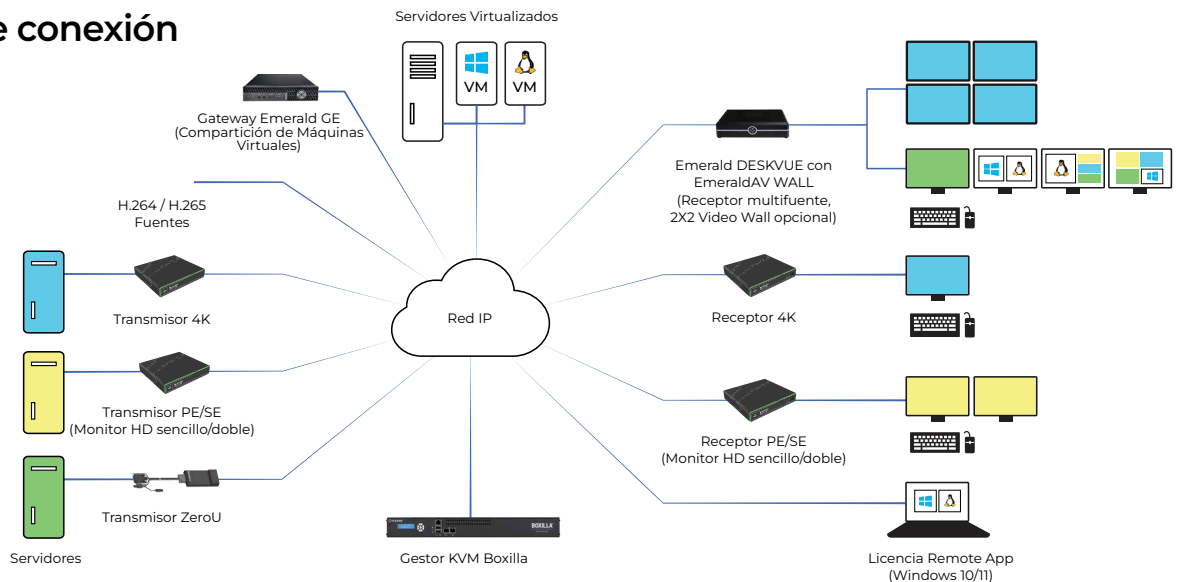 e conexión
Servidores Virtualizados
VM
VM
Gateway Emerald GE
(Compartición de Máquinas
Virtuales)
H.264 / H.265
Fuentes
Transmisor 4K
Transmisor PE/SE
(Monitor HD sencillo/doble)
Transmisor ZeroU
Servidores
Red IP
BOXILLA
Gestor KVM Boxilla
Emerald DESKVUE con
EmeraldAV WALL
(Receptor multifuente,
2X2 Video Wall opcional)
Receptor 4K
Receptor PE/SE
(Monitor HD sencillo/doble)
Licencia Remote App
(Windows 10/11)